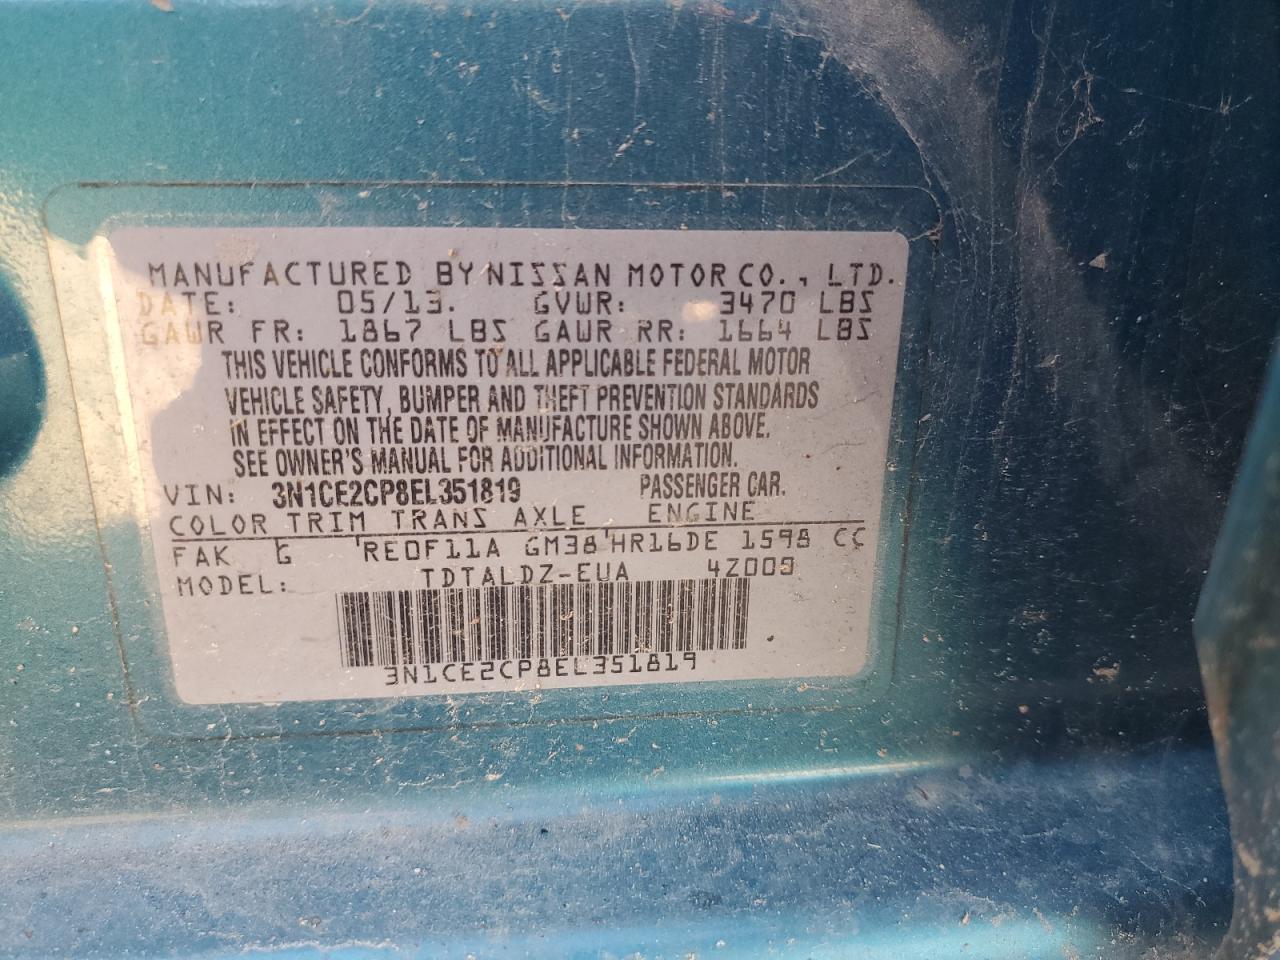 MANUFACTURED BY NISSAN MOTOR CO., LTD.
DATE: 05/13. GVWR: 3470 LBS
GAWR FR: 1867 LBS GAWR RR: 1664 LBS
THIS VEHICLE CONFORMS TO ALL APPLICABLE FEDERAL MOTOR
VEHICLE SAFETY, BUMPER AND THEFT PREVENTION STANDARDS
IN EFFECT ON THE DATE OF MANUFACTURE SHOWN ABOVE.
SEE OWNER'S MANUAL FOR ADDITIONAL INFORMATION.
VIN: 3N1CE2CP8EL351819 PASSENGER CAR.
COLOR TRIM TRANS AXLE ENGINE
FAK G RE0F11A GM38 HR16DE 1598 CC
MODEL: TDTALDZ-EUA 4Z009
3N1CE2CP8EL351819